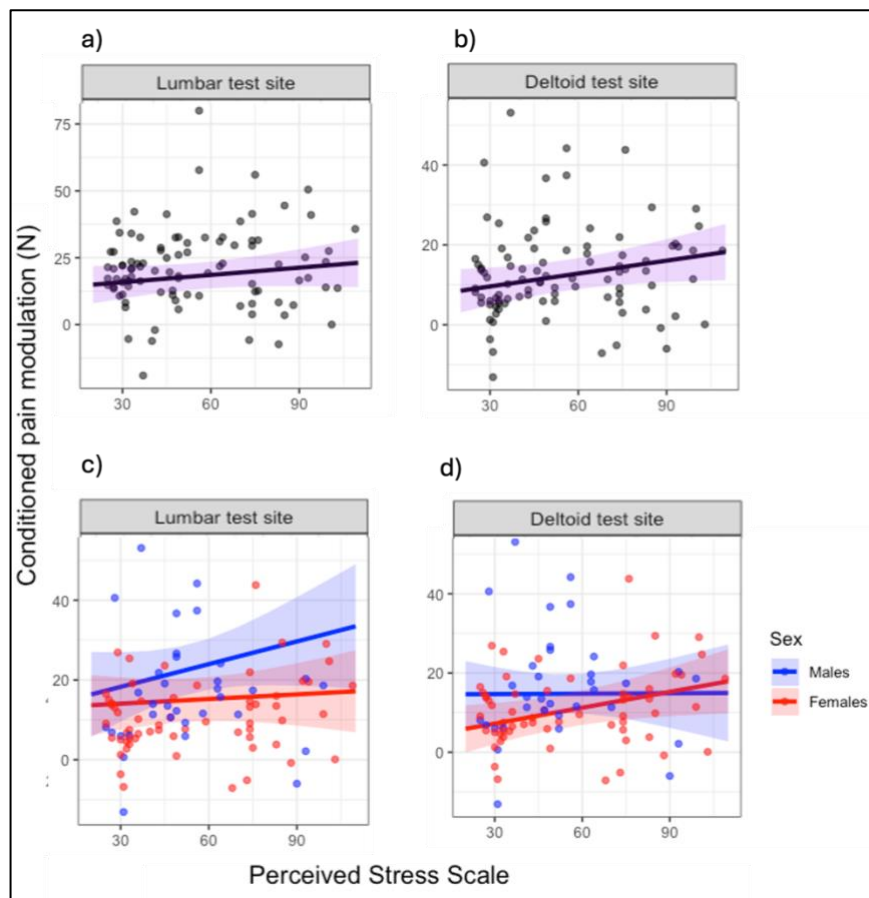 a)
b)
Lumbar test site
Deltoid test site
75
50
25
0
40
20
0
30 60 90
30 60 90
Conditioned pain modulation (N)
c)
d)
Lumbar test site
Deltoid test site
40
20
0
40
20
0
30 60 90
30 60 90
Sex
Males
Females
Perceived Stress Scale